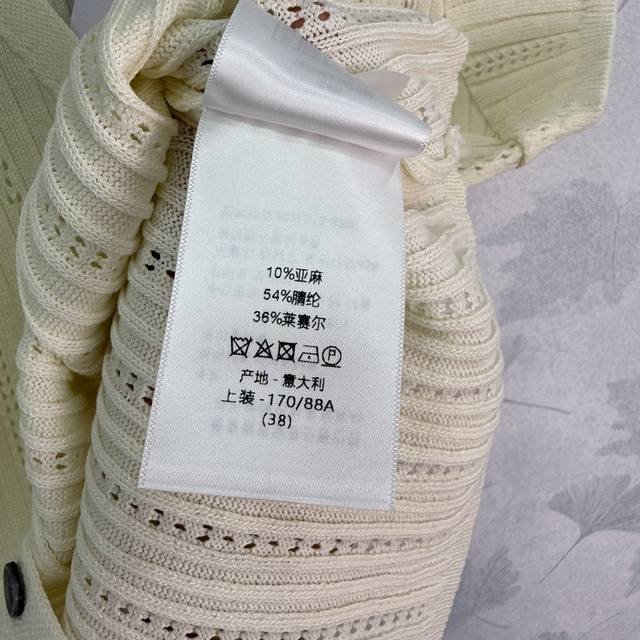 10%亚麻
54%腈纶
36%莱赛尔
P
产地 - 意大利
上装 -170/88A
(38)